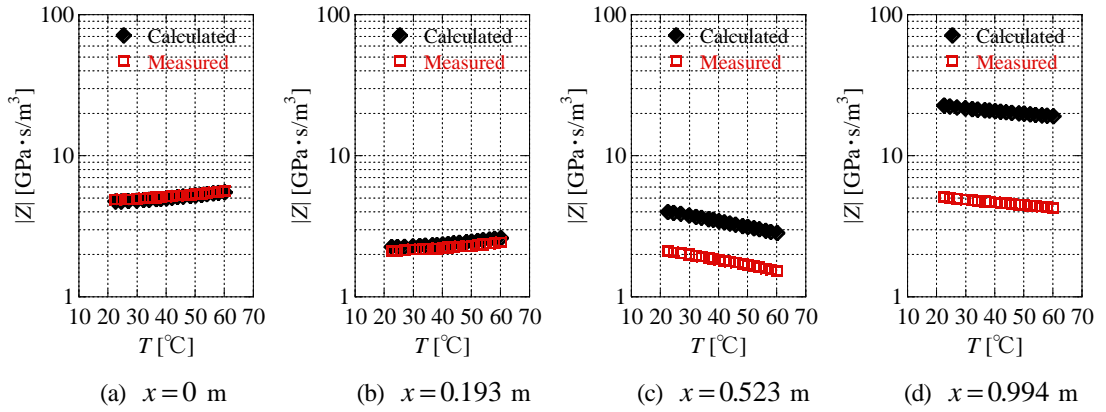 100
Calculated
Measured
10
1
|Z| [GPa·s/m³]
10 20 30 40 50 60 70
T [℃]
(a) x=0 m
100
Calculated
Measured
10
1
|Z| [GPa·s/m³]
10 20 30 40 50 60 70
T [℃]
(b) x=0.193 m
100
Calculated
Measured
10
1
|Z| [GPa·s/m³]
10 20 30 40 50 60 70
T [℃]
(c) x=0.523 m
100
Calculated
Measured
10
1
|Z| [GPa·s/m³]
10 20 30 40 50 60 70
T [℃]
(d) x=0.994 m